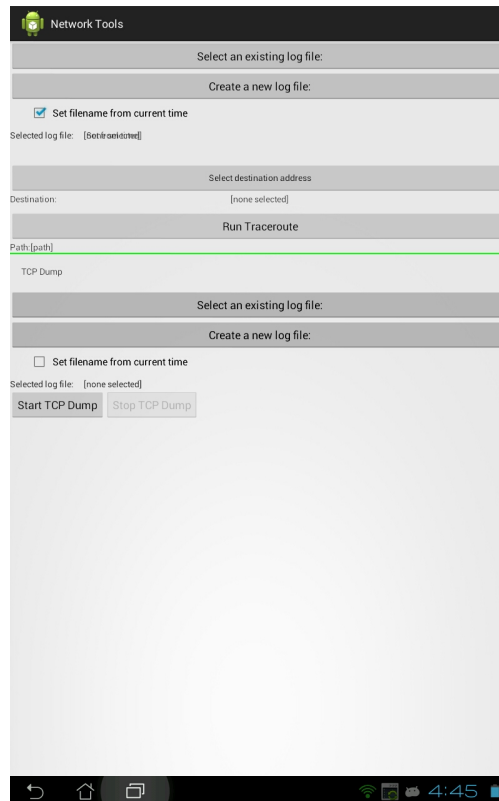 Network Tools
Select an existing log file:
Create a new log file:
Set filename from current time
Selected log file:
Select destination address
Destination: [none selected]
Run Traceroute
Path:[path]
TCP Dump
Select an existing log file:
Create a new log file:
Set filename from current time
Selected log file: [none selected]
Start TCP Dump Stop TCP Dump
4:45